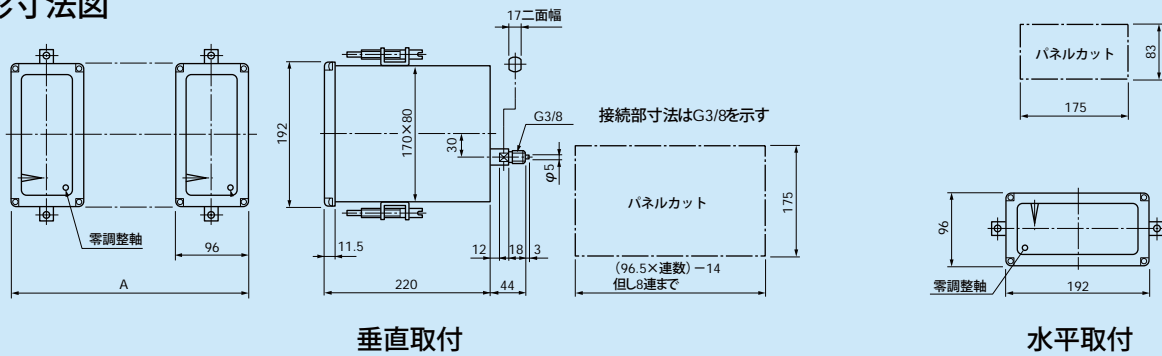 寸法図
17二面幅
パネルカット
83
175
192
170×80
30
G3/8
接続部寸法はG3/8を示す
φ5
パネルカット
175
96
零調整軸
96
11.5
12
18
3
(96.5×連数)−14
但し8連まで
A
220
44
零調整軸
192
垂直取付
水平取付